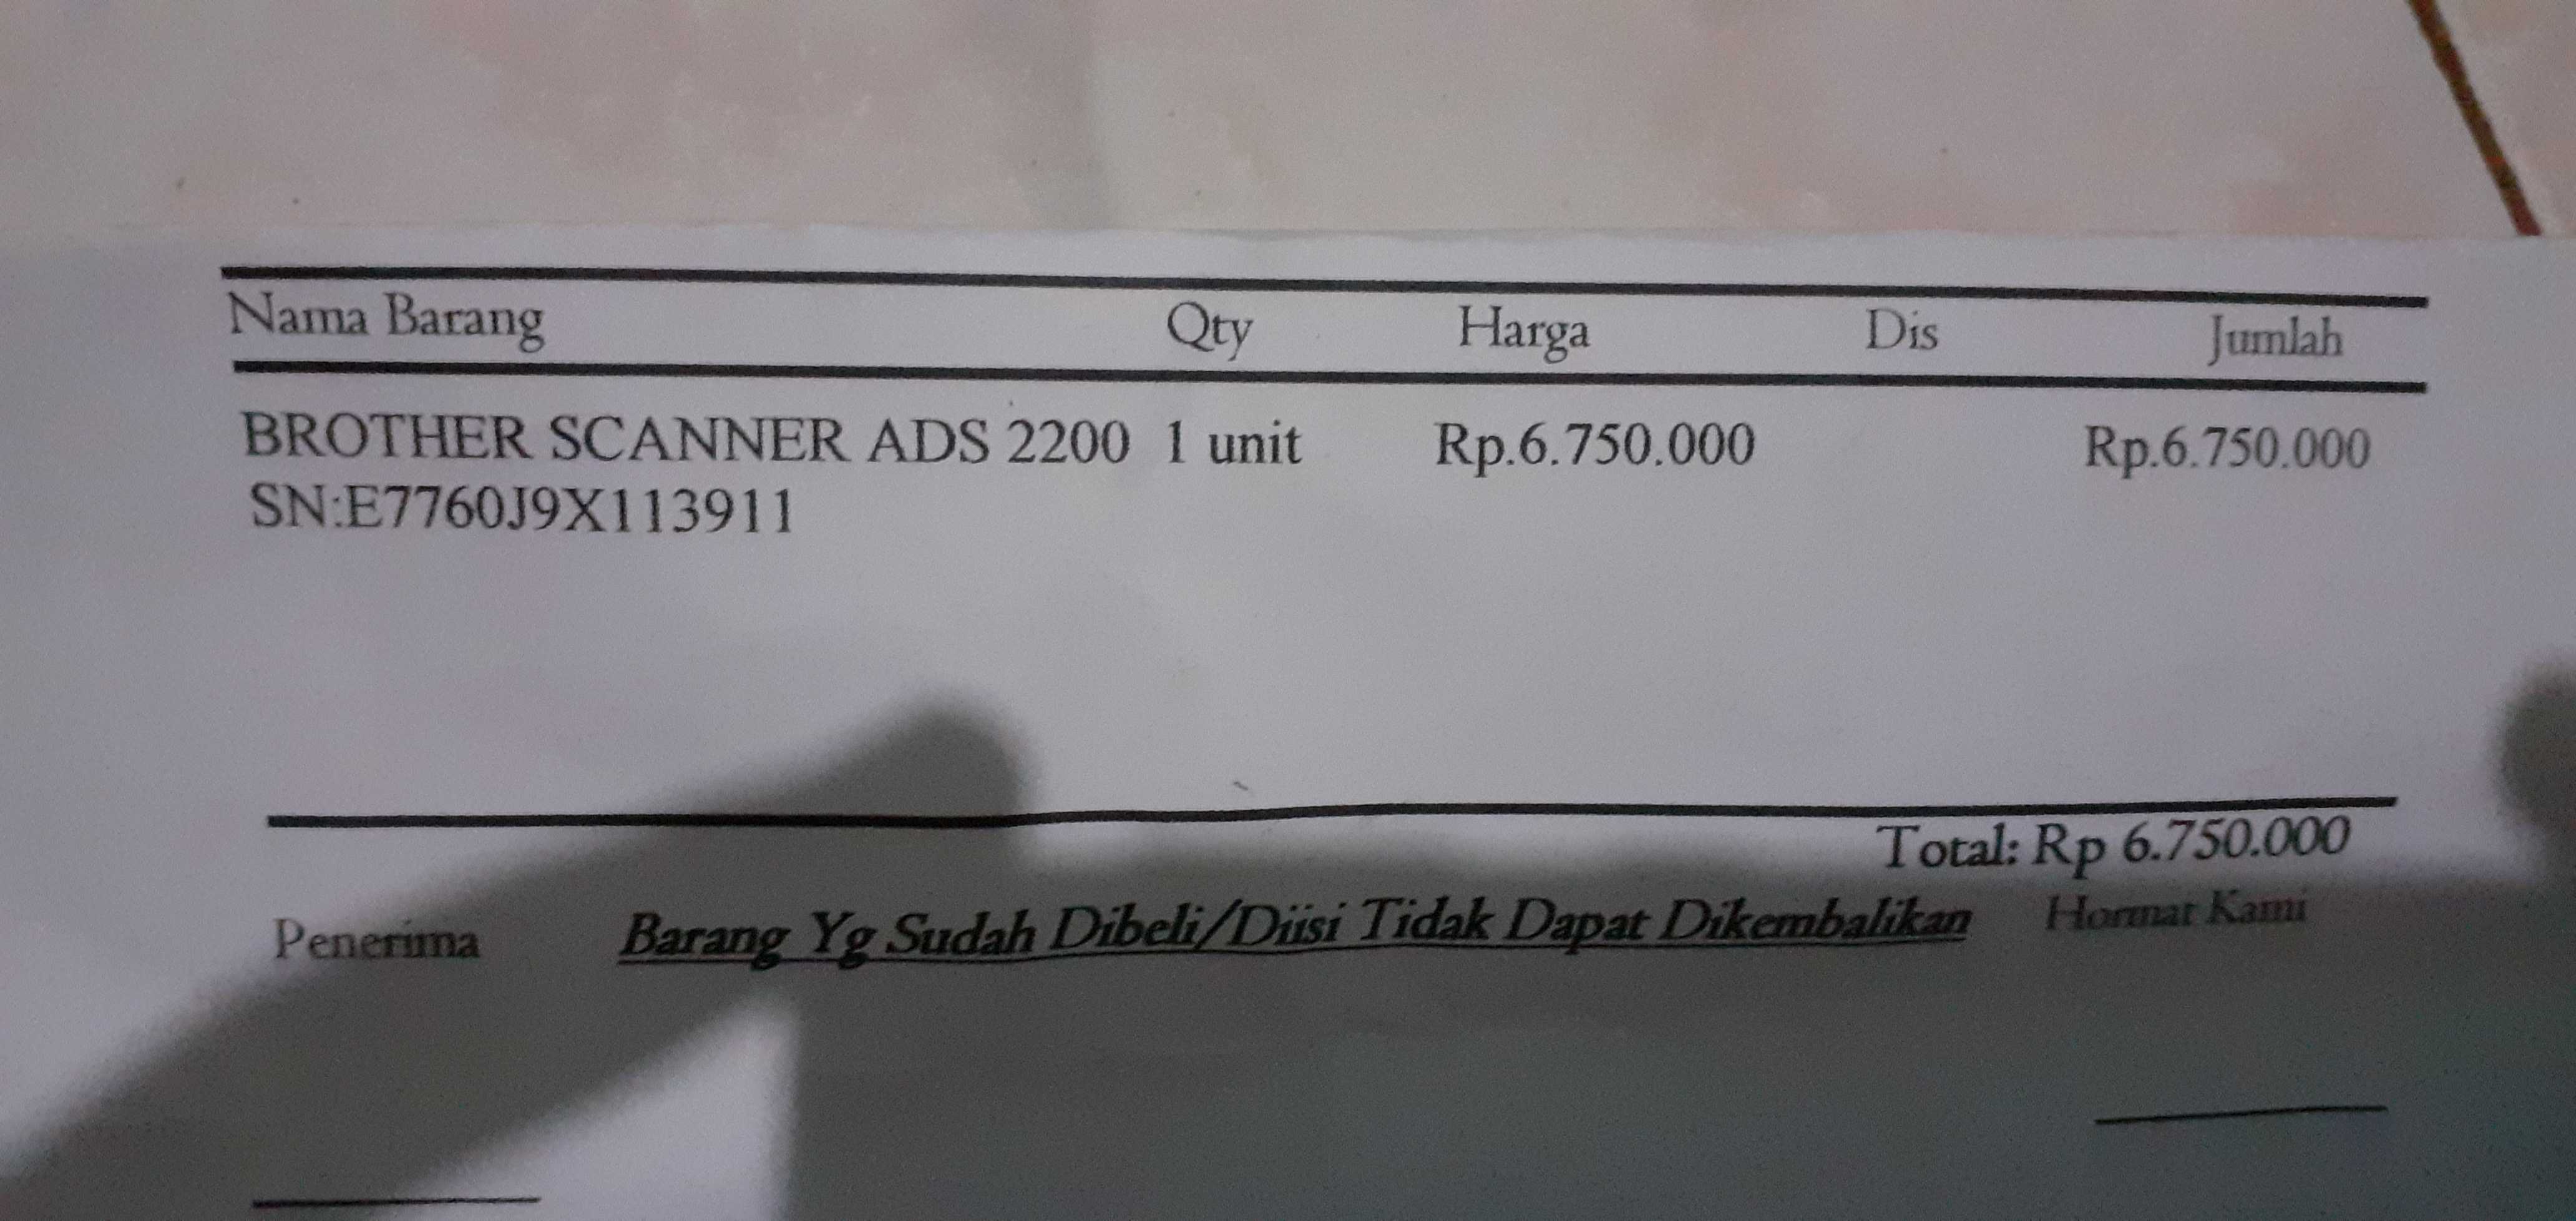 Nama Barang Qty Harga Dis Jumlah
BROTHER SCANNER ADS 2200 1 unit Rp.6.750.000 Rp.6.750.000
SN:E7760J9X113911
Total: Rp 6.750.000
Penerima Barang Yg Sudah Dibeli/Diisi Tidak Dapat Dikembalikan Hormat Kami